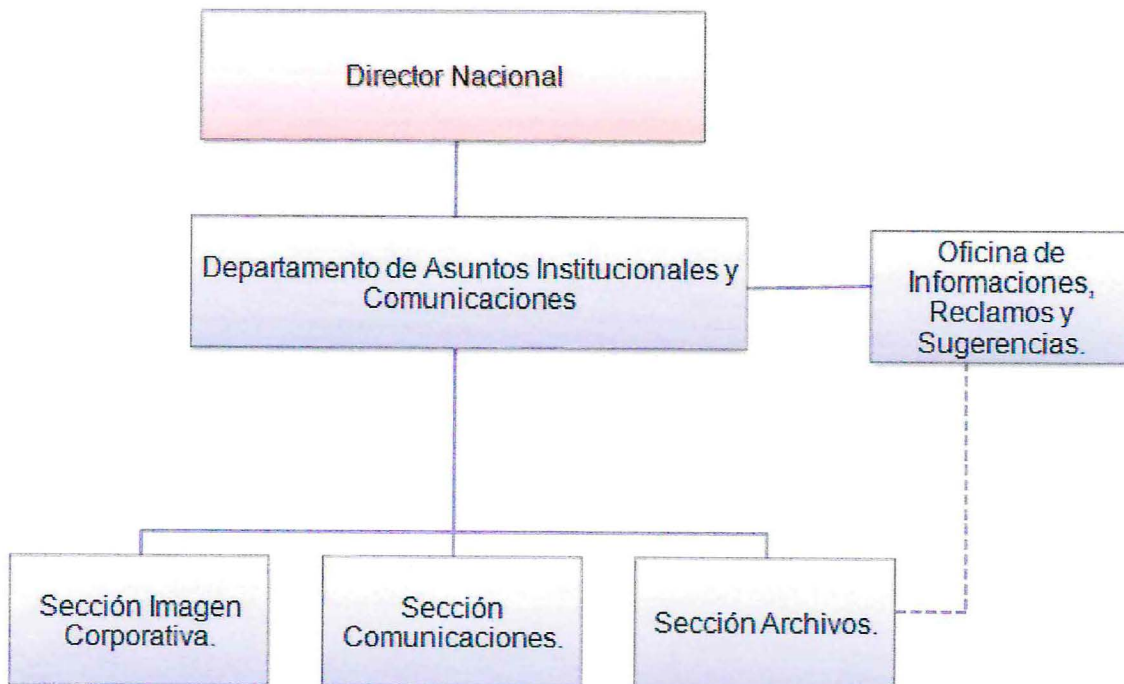 Director Nacional
Departamento de Asuntos Institucionales y
Comunicaciones
Oficina de
Informaciones,
Reclamos y
Sugerencias.
Sección Imagen
Corporativa.
Sección
Comunicaciones.
Sección Archivos.